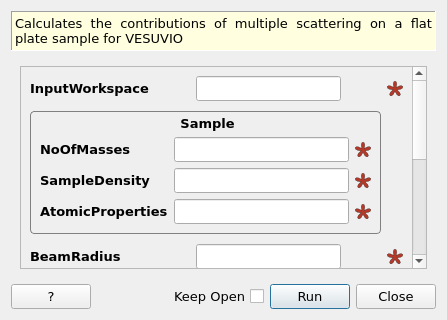 Calculates the contributions of multiple scattering on a flat
plate sample for VESUVIO
InputWorkspace
Sample
NoOfMasses
SampleDensity
AtomicProperties
BeamRadius
?
Keep Open
Run
Close